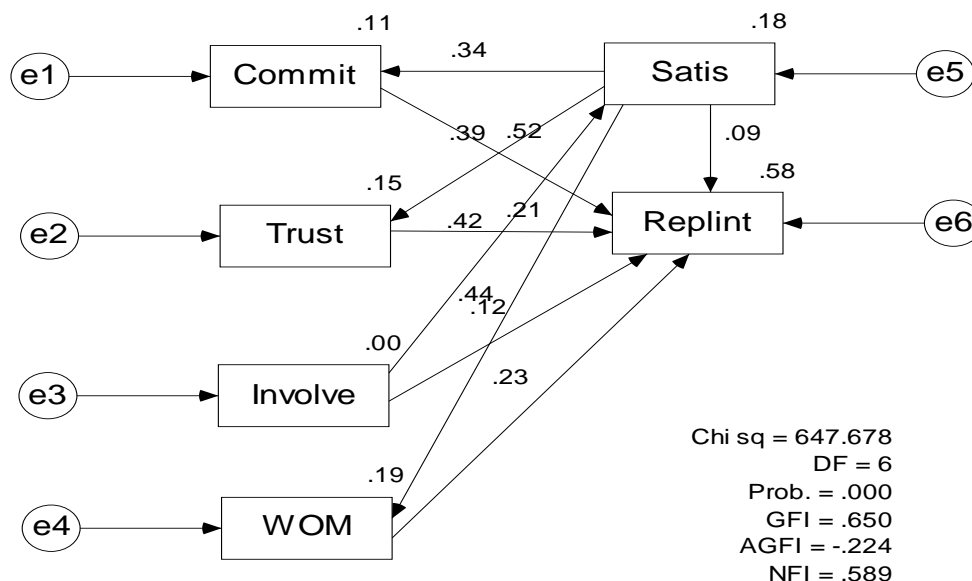 .11
.18
e1
Commit
.34
Satis
e5
.39
.52
.09
.15
.58
e2
Trust
.42
.21
Replint
e6
.44
.12
.00
e3
Involve
.23
.19
e4
WOM
Chi sq = 647.678
DF = 6
Prob. = .000
GFI = .650
AGFI = -.224
NFI = .589